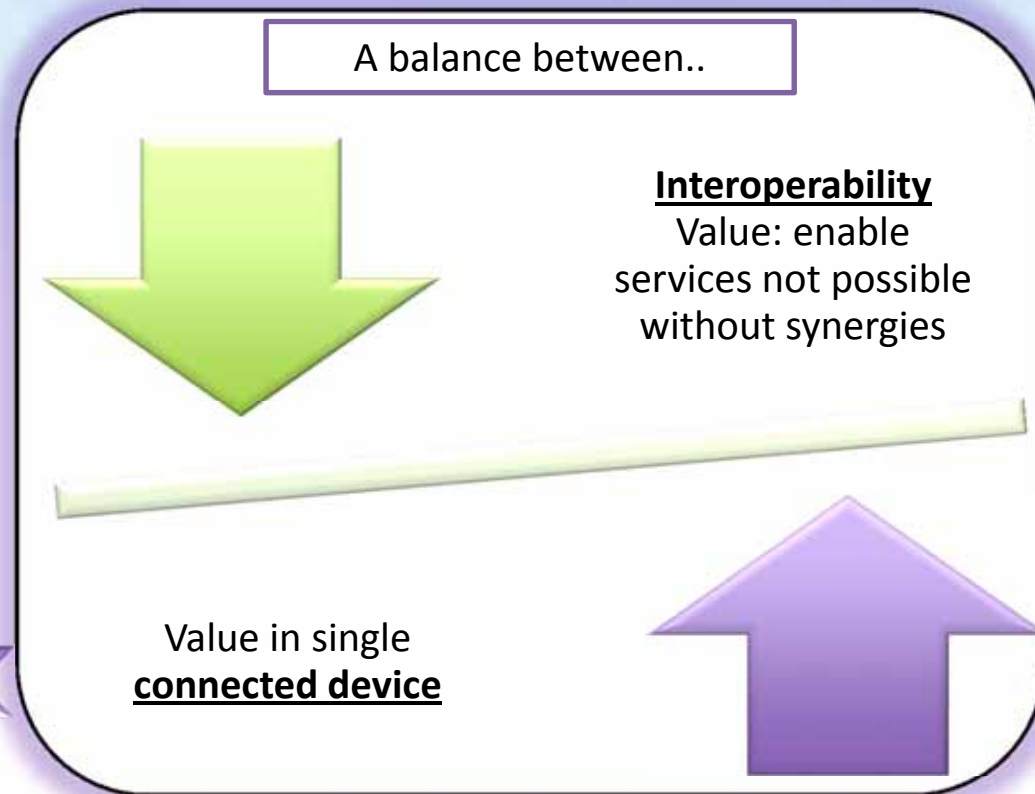 A balance between..
Interoperability
Value: enable
services not possible
without synergies
Value in single
connected device